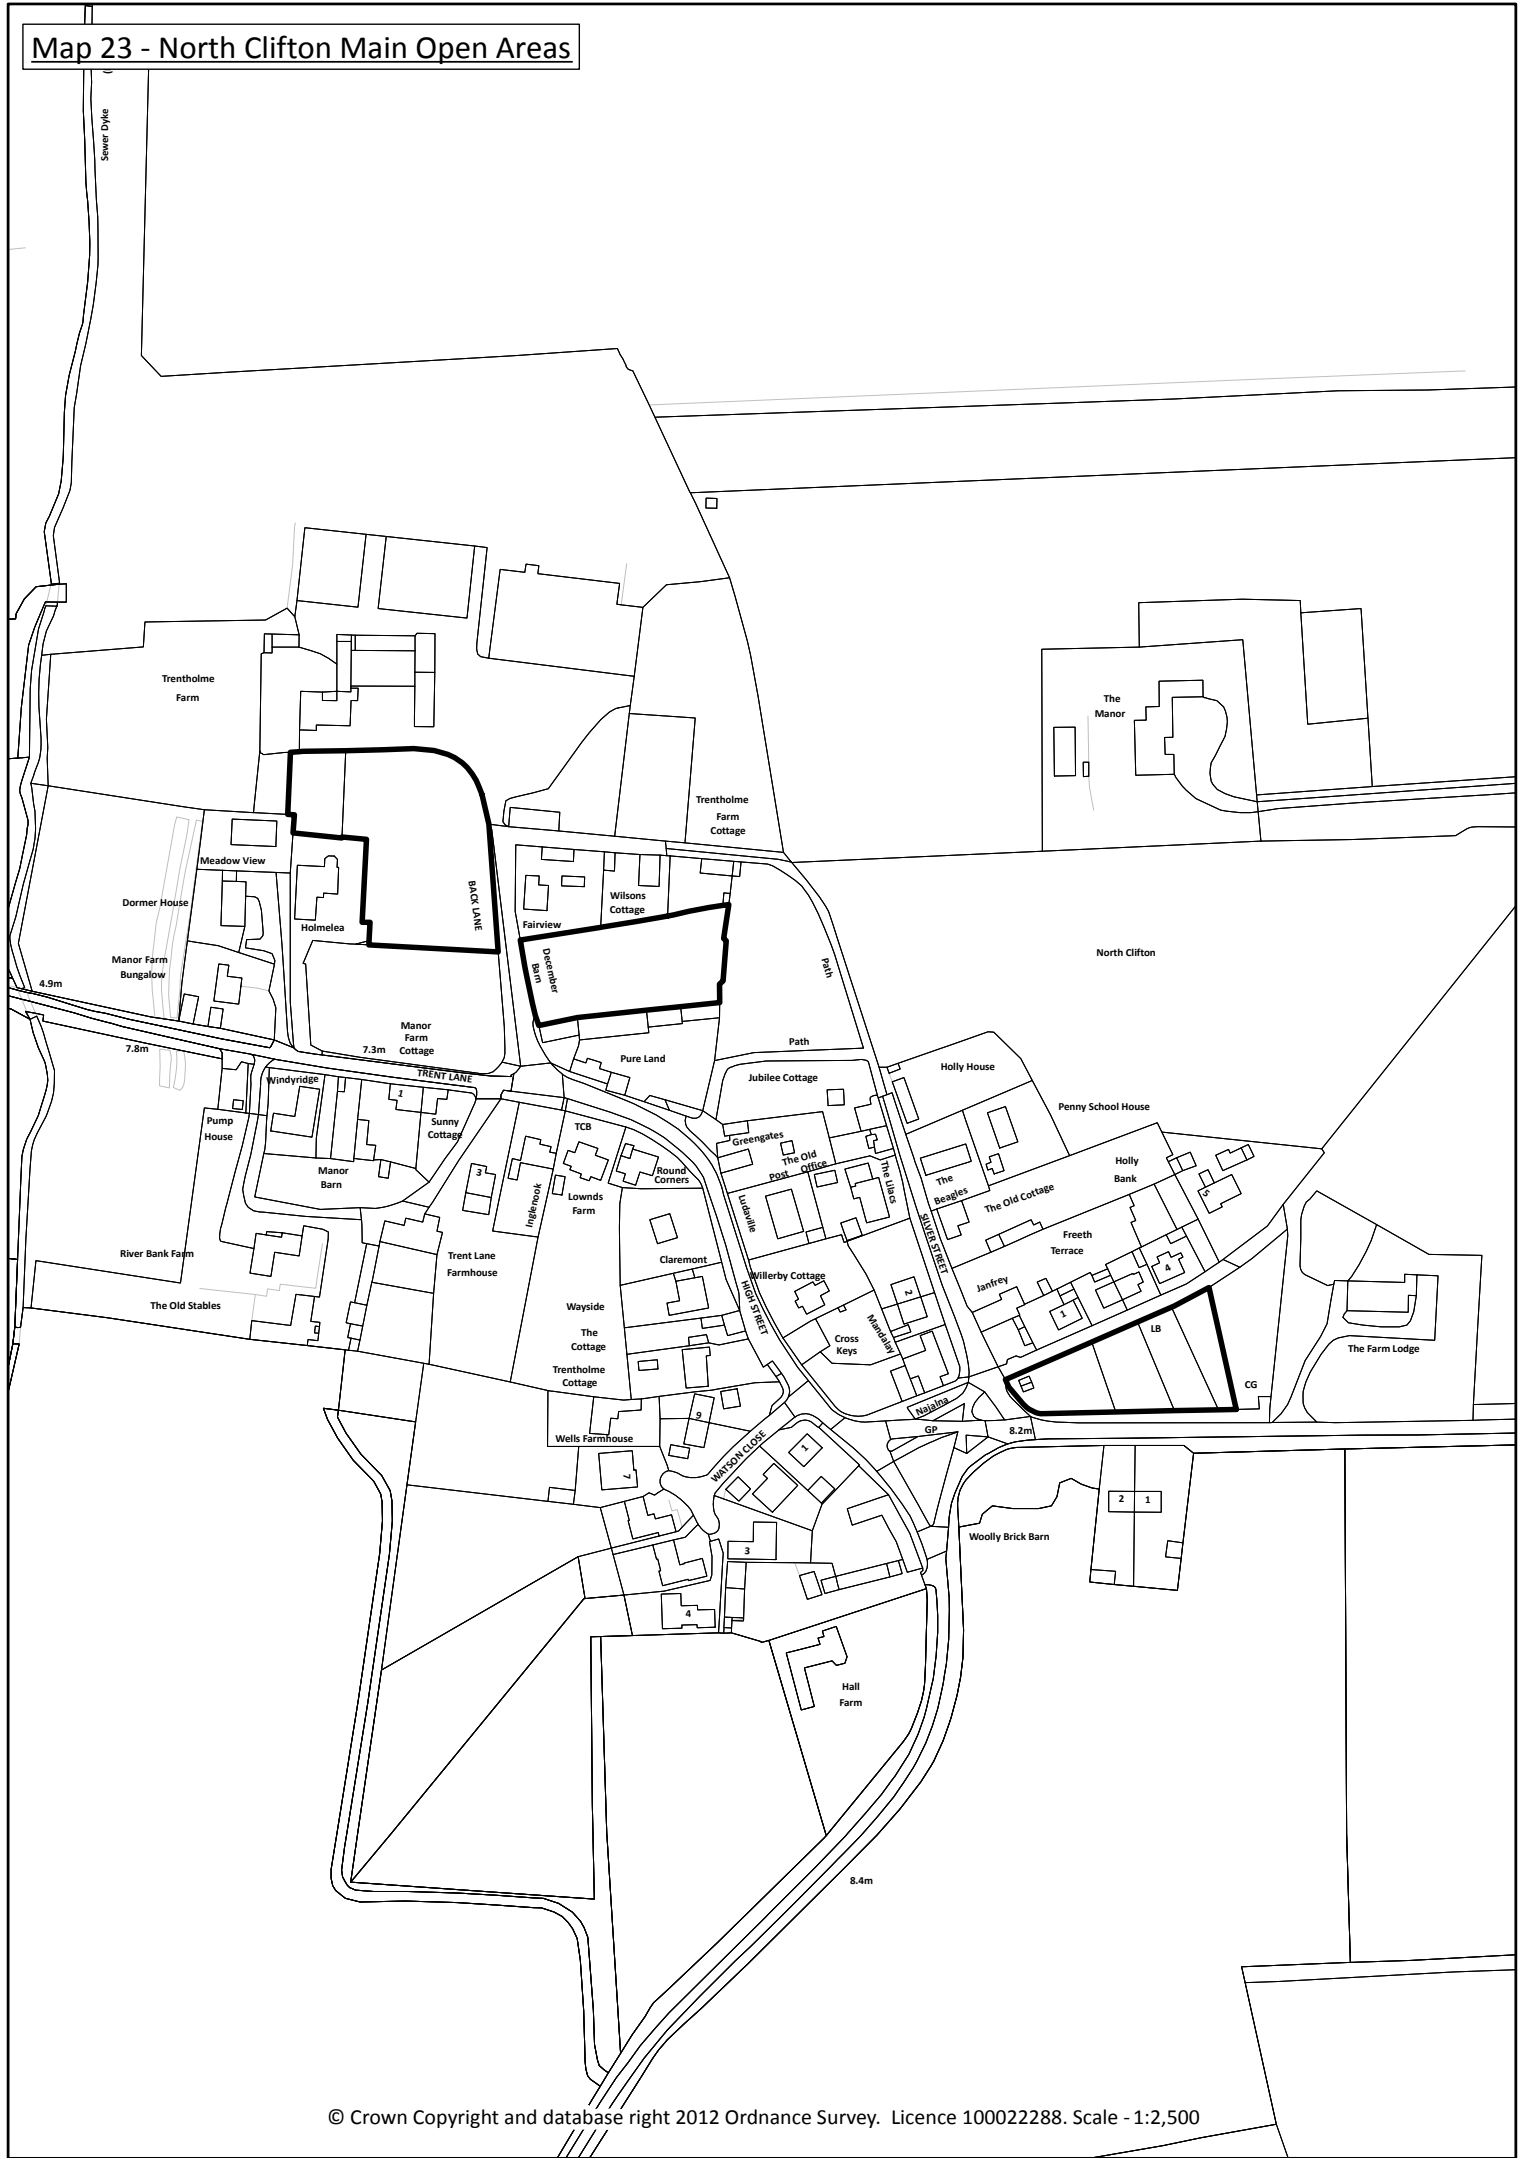 Map 23 - North Clifton Main Open Areas
Sewer Dyke
Trentholme
Farm
The
Manor
Trentholme
Farm
Cottage
Meadow View
BACK LANE
Wilsons
Cottage
Dormer House
Holmelea
Fairview
North Clifton
Manor Farm
Bungalow
December
Barn
Path
4.9m
Manor
Farm
Cottage
7.8m
7.3m
Path
Pure Land
TRENT LANE
Jubilee Cottage
Holly House
Windyridge
1
Penny School House
Pump
House
Sunny
Cottage
TCB
Greengates
The Old
Post Office
Manor
Barn
3
Inglenook
Round
Corners
Lownds
Farm
Ludaville
The Lilacs
The
Beagles
Holly
Bank
5
The Old Cottage
River Bank Farm
Trent Lane
Farmhouse
Claremont
SILVER STREET
Freeth
Terrace
4
Willerby Cottage
Janfrey
2
The Old Stables
Wayside
HIGH STREET
1
The
Cottage
Cross
Keys
Mandalay
LB
The Farm Lodge
Trentholme
Cottage
CG
9
Najalna
GP
8.2m
Wells Farmhouse
WATSON CLOSE
1
7
2
1
Woolly Brick Barn
3
4
Hall
Farm
8.4m
© Crown Copyright and database right 2012 Ordnance Survey. Licence 100022288. Scale - 1:2,500